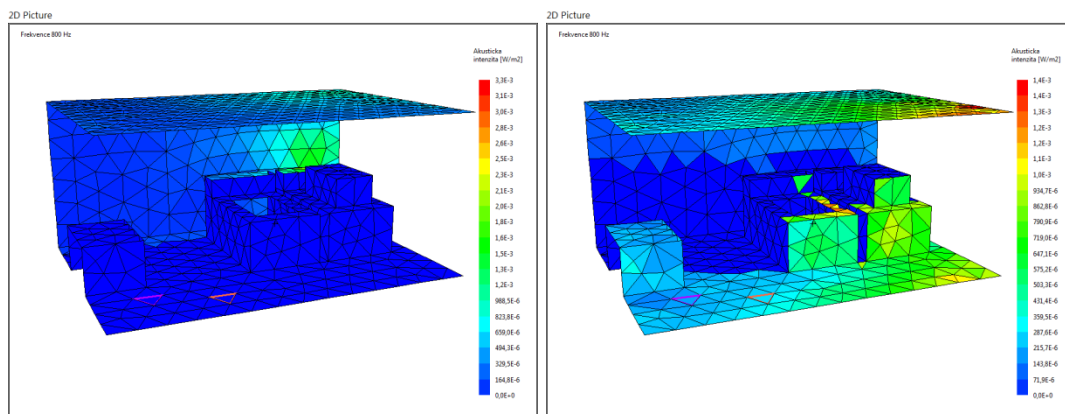 2D Picture
Frekvence 800 Hz
Akusticka
intenzita [W/m2]
3,3E-3
3,1E-3
3,0E-3
2,8E-3
2,6E-3
2,5E-3
2,3E-3
2,1E-3
2,0E-3
1,8E-3
1,6E-3
1,5E-3
1,3E-3
1,2E-3
988,5E-6
823,8E-6
659,0E-6
494,3E-6
329,5E-6
164,8E-6
0,0E+0
2D Picture
Frekvence 800 Hz
Akusticka
intenzita [W/m2]
1,4E-3
1,4E-3
1,3E-3
1,2E-3
1,2E-3
1,1E-3
1,0E-3
934,7E-6
862,8E-6
790,9E-6
719,0E-6
647,1E-6
575,2E-6
503,3E-6
431,4E-6
359,5E-6
287,6E-6
215,7E-6
143,8E-6
71,9E-6
0,0E+0